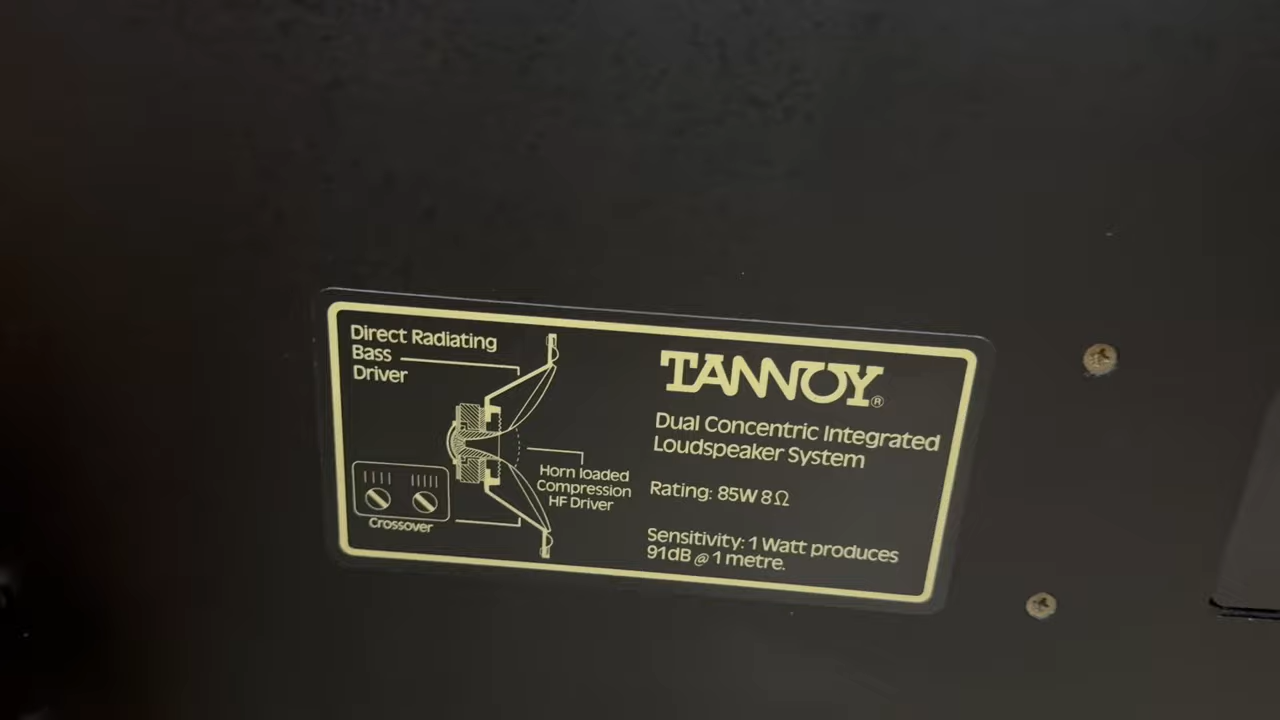 Direct Radiating
Bass
Driver
Horn loaded
Compression
HF Driver
Crossover
TANNOY®
Dual Concentric Integrated
Loudspeaker System
Rating: 85W 8Ω
Sensitivity: 1 Watt produces
91dB @ 1 metre.